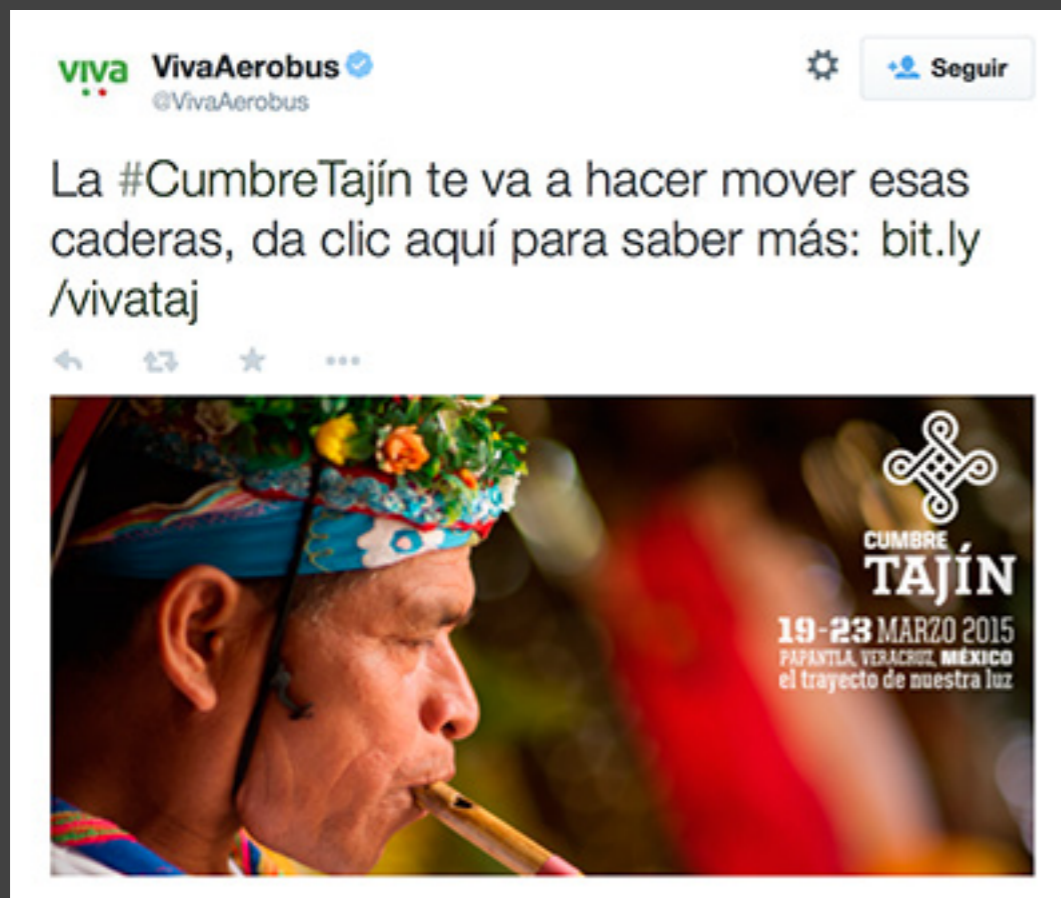 viva
VivaAerobus
@VivaAerobus
Seguir
La #CumbreTajín te va a hacer mover esas
caderas, da clic aquí para saber más: bit.ly
/vivataj
CUMBRE
TAJÍN
19-23 MARZO 2015
PAPANTLA, VERACRUZ, MÉXICO
el trayecto de nuestra luz